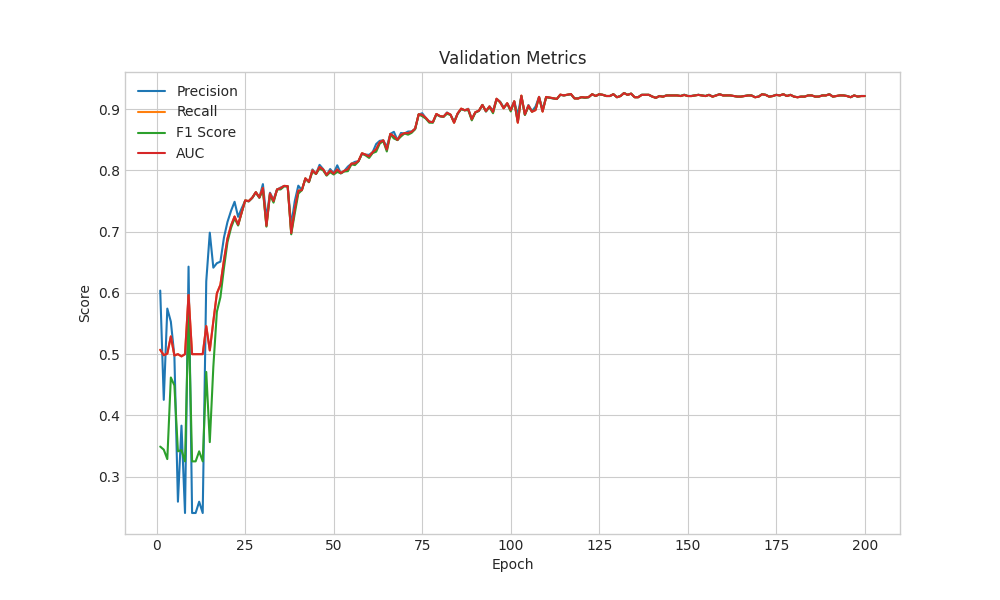 Validation Metrics
Precision
Recall
F1 Score
AUC
0.9
0.8
0.7
0.6
0.5
0.4
0.3
Score
0 25 50 75 100 125 150 175 200
Epoch